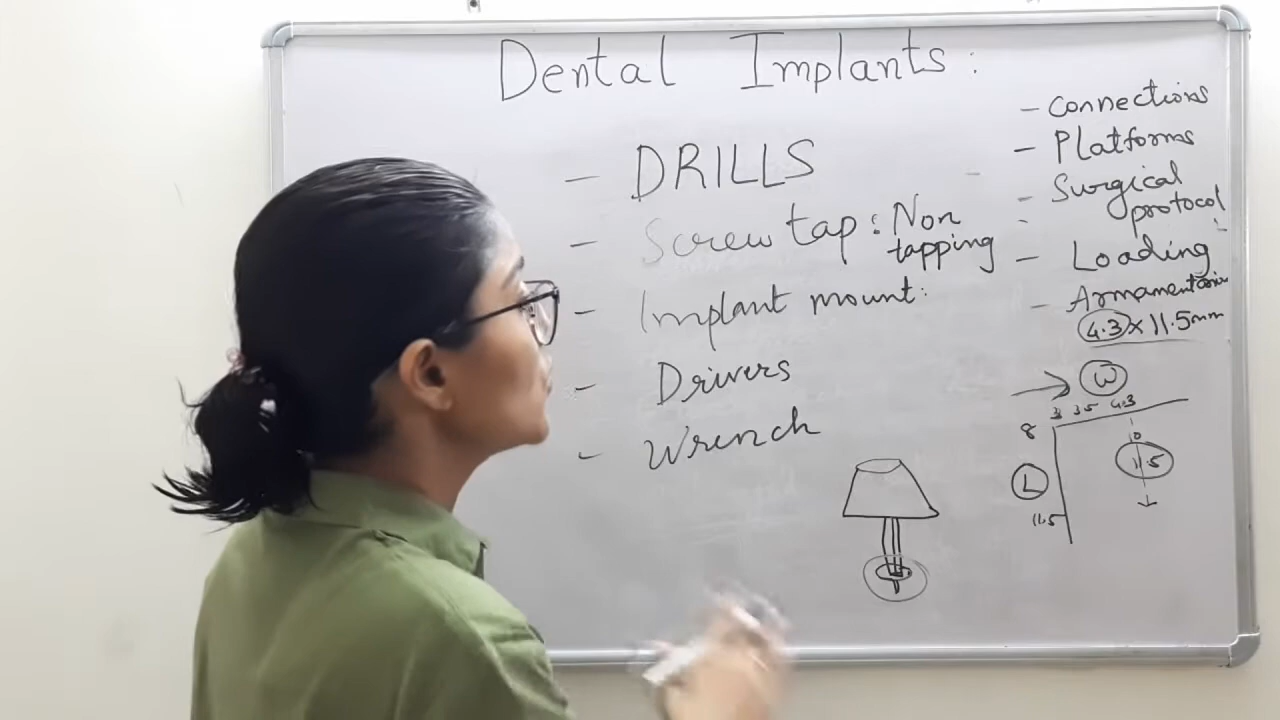 Dental Implants:
- DRILLS
- Screw tap: Non
tapping
- Implant mount:
- Drivers
- Wrench
- Connections
- Platforms
- Surgical
protocol
- Loading
- Armamentarium
4.3 x 11.5mm
W
3 3.5 4.3
8
L
11.5
11.5